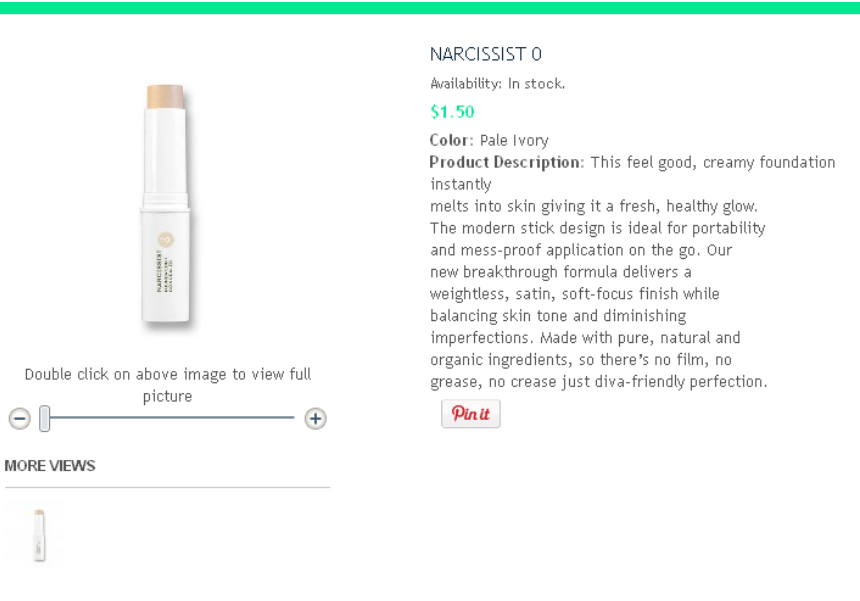 NARCISSIST 0
Availability: In stock.
$1.50
Color: Pale Ivory
Product Description: This feel good, creamy foundation
instantly
melts into skin giving it a fresh, healthy glow.
The modern stick design is ideal for portability
and mess-proof application on the go. Our
new breakthrough formula delivers a
weightless, satin, soft-focus finish while
balancing skin tone and diminishing
imperfections. Made with pure, natural and
organic ingredients, so there's no film, no
grease, no crease just diva-friendly perfection.
Pin it
NARCISSIST
Double click on above image to view full
picture
MORE VIEWS